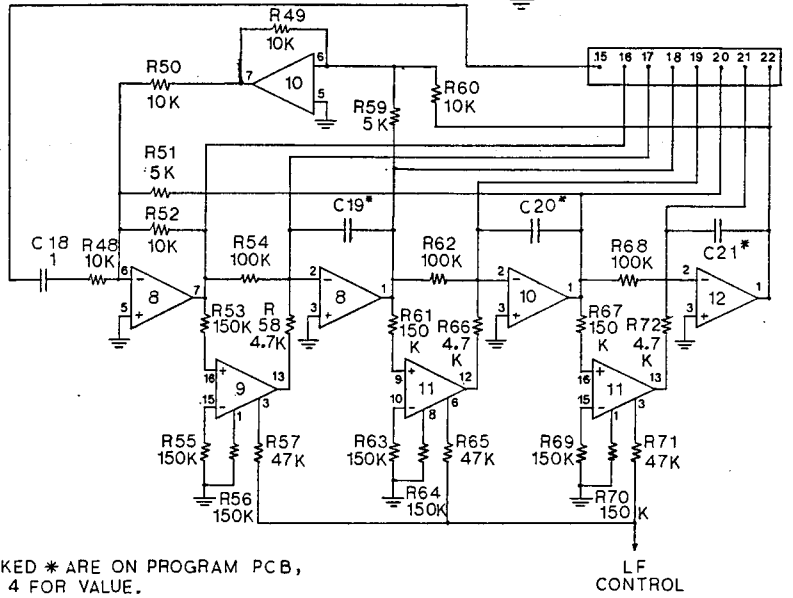 R49
10K
15 16 17 18 19 20 21 22
R50
10K
7
10
6
5
R59
5K
R60
10K
R51
5K
R52
10K
C18
1
R48
10K
6
5
8
7
R54
100K
C19*
2
3
8
1
R62
100K
C20*
2
3
10
1
R68
100K
C21*
2
3
12
1
R53
150K
R
58
4.7K
R61
150
K
R66
4.7
K
R67
150
K
R72
4.7
K
16
15
9
13
1
3
9
10
11
12
8
6
16
15
11
13
1
3
R55
150K
R56
150K
R57
47K
R63
150K
R64
150K
R65
47K
R69
150K
R70
150K
R71
47K
KED * ARE ON PROGRAM PCB,
4 FOR VALUE.
LF
CONTROL